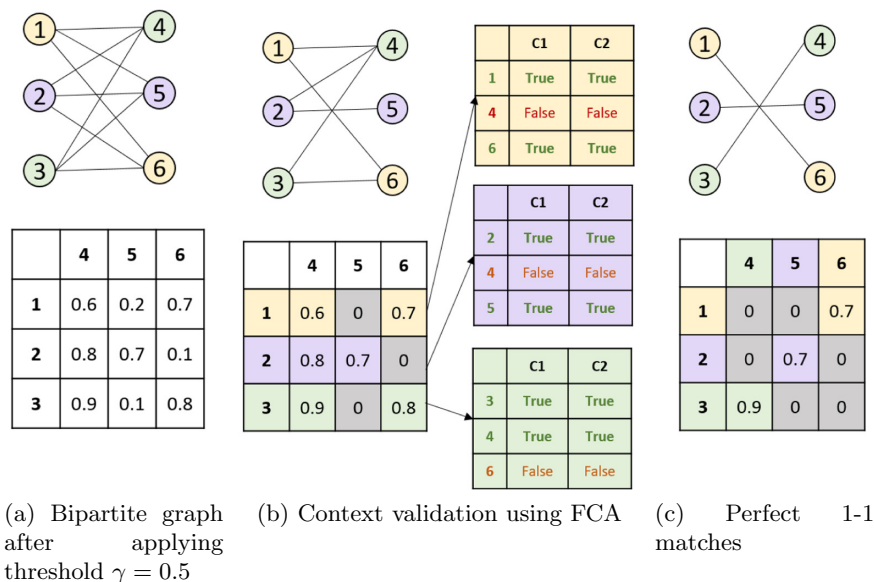 1
4
2
5
3
6
4 5 6
1 0.6 0.2 0.7
2 0.8 0.7 0.1
3 0.9 0.1 0.8
(a) Bipartite graph
after applying
threshold γ = 0.5
1
4
2
5
3
6
4 5 6
1 0.6 0 0.7
2 0.8 0.7 0
3 0.9 0 0.8
C1 C2
1 True True
4 False False
6 True True
C1 C2
2 True True
4 False False
5 True True
C1 C2
3 True True
4 True True
6 False False
(b) Context validation using FCA
1
4
2
5
3
6
4 5 6
1 0 0 0.7
2 0 0.7 0
3 0.9 0 0
(c) Perfect 1-1
matches